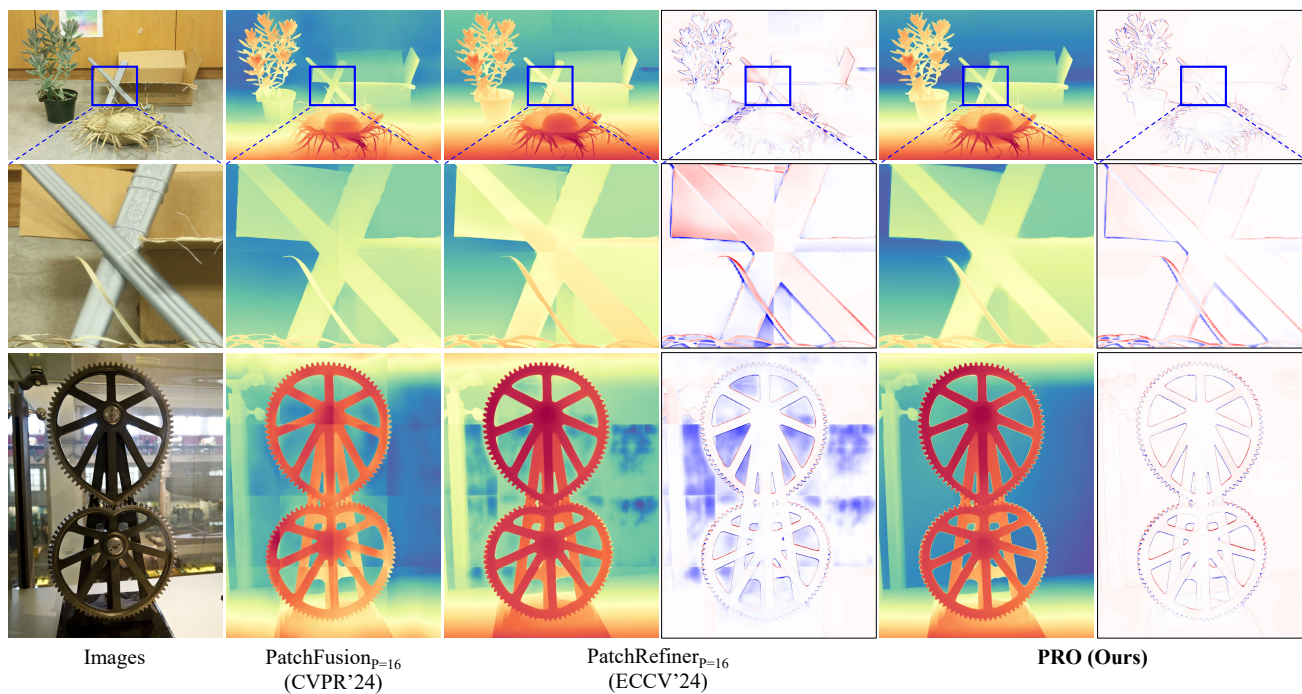 Images
PatchFusion_P=16
(CVPR'24)
PatchRefiner_P=16
(ECCV'24)
PRO (Ours)